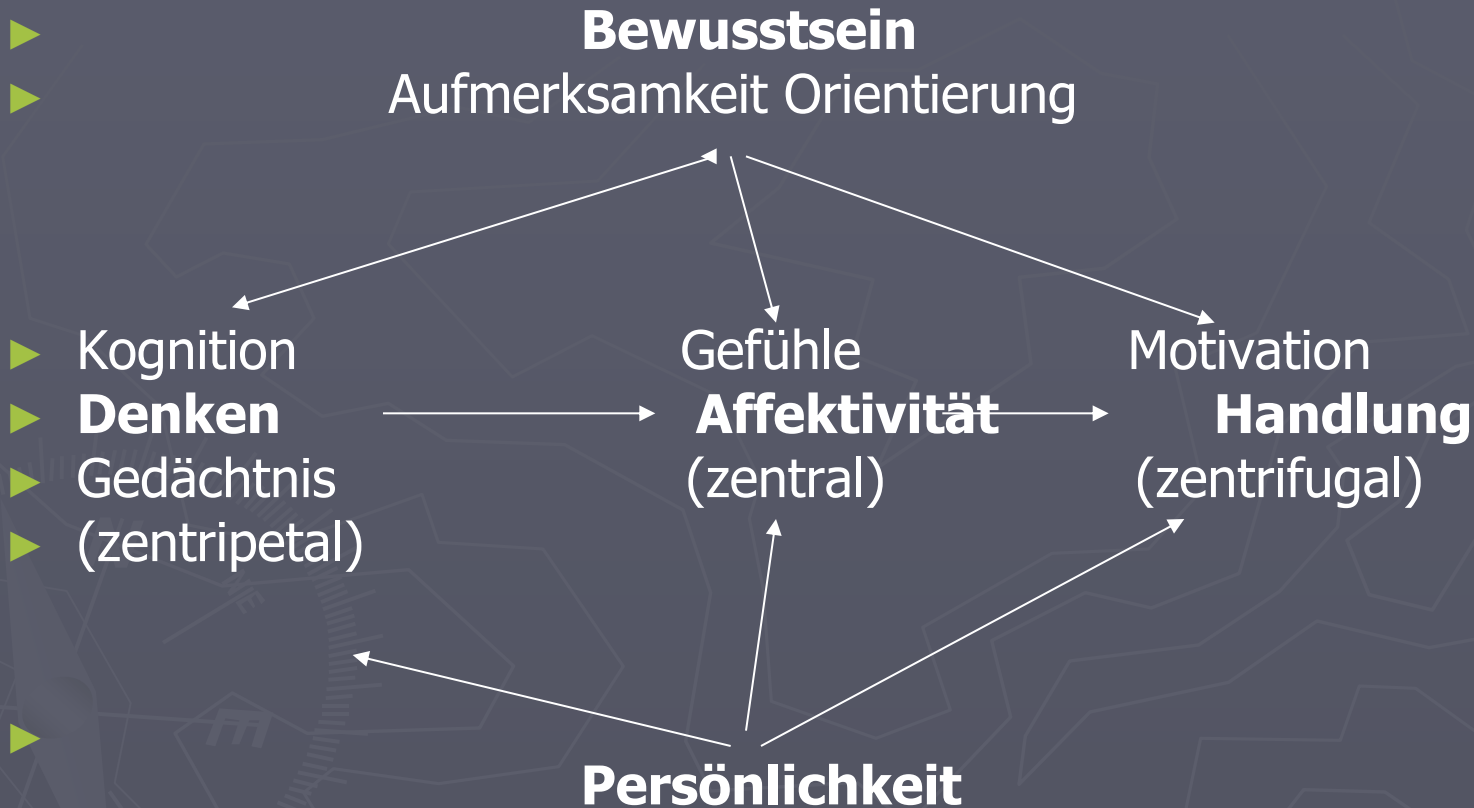 Bewusstsein
Aufmerksamkeit Orientierung
Kognition Gefühle Motivation
Denken Affektivität Handlung
Gedächtnis (zentral) (zentrifugal)
(zentripetal)
Persönlichkeit